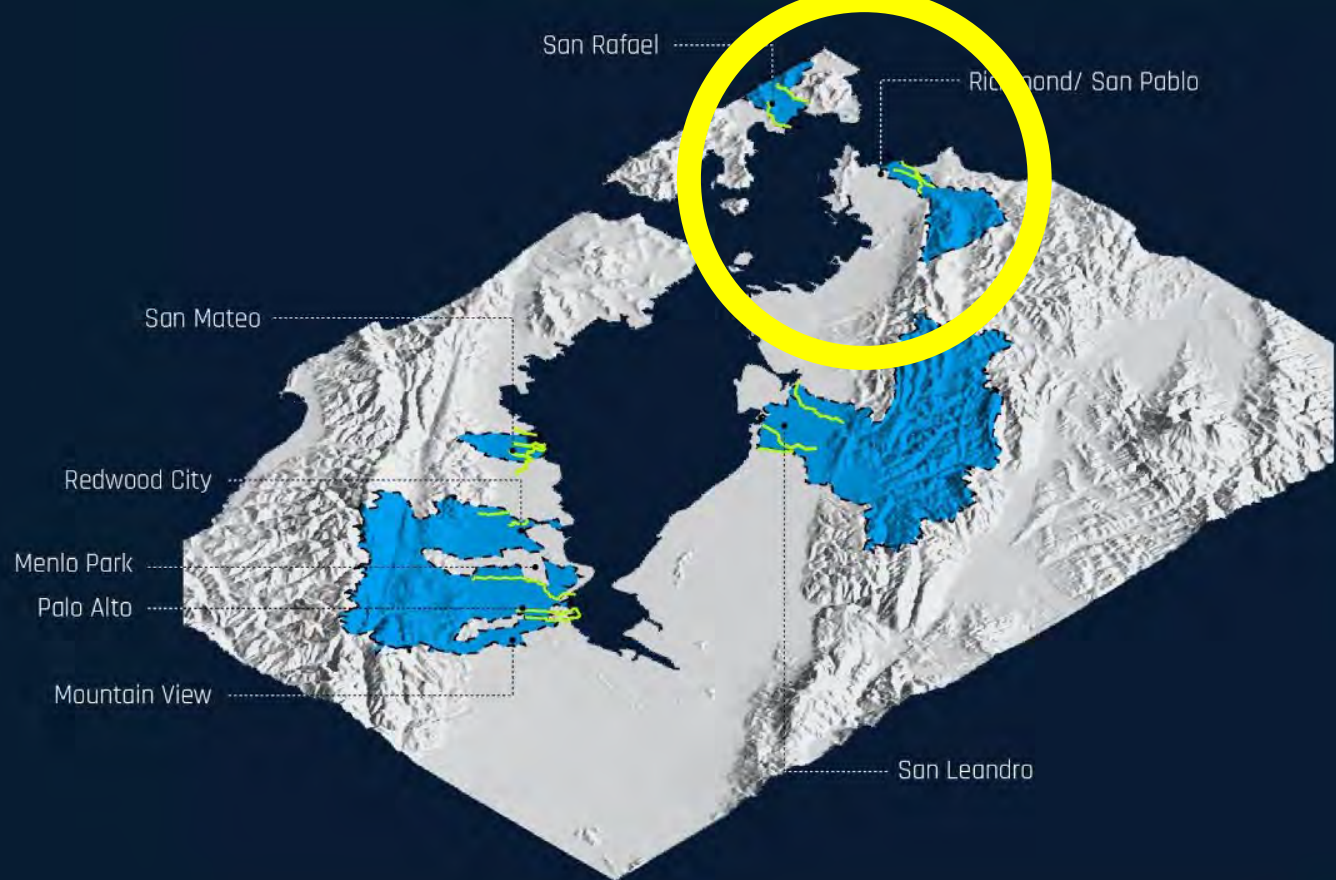 San Rafael
Richmond/ San Pablo
San Mateo
Redwood City
Menlo Park
Palo Alto
Mountain View
San Leandro